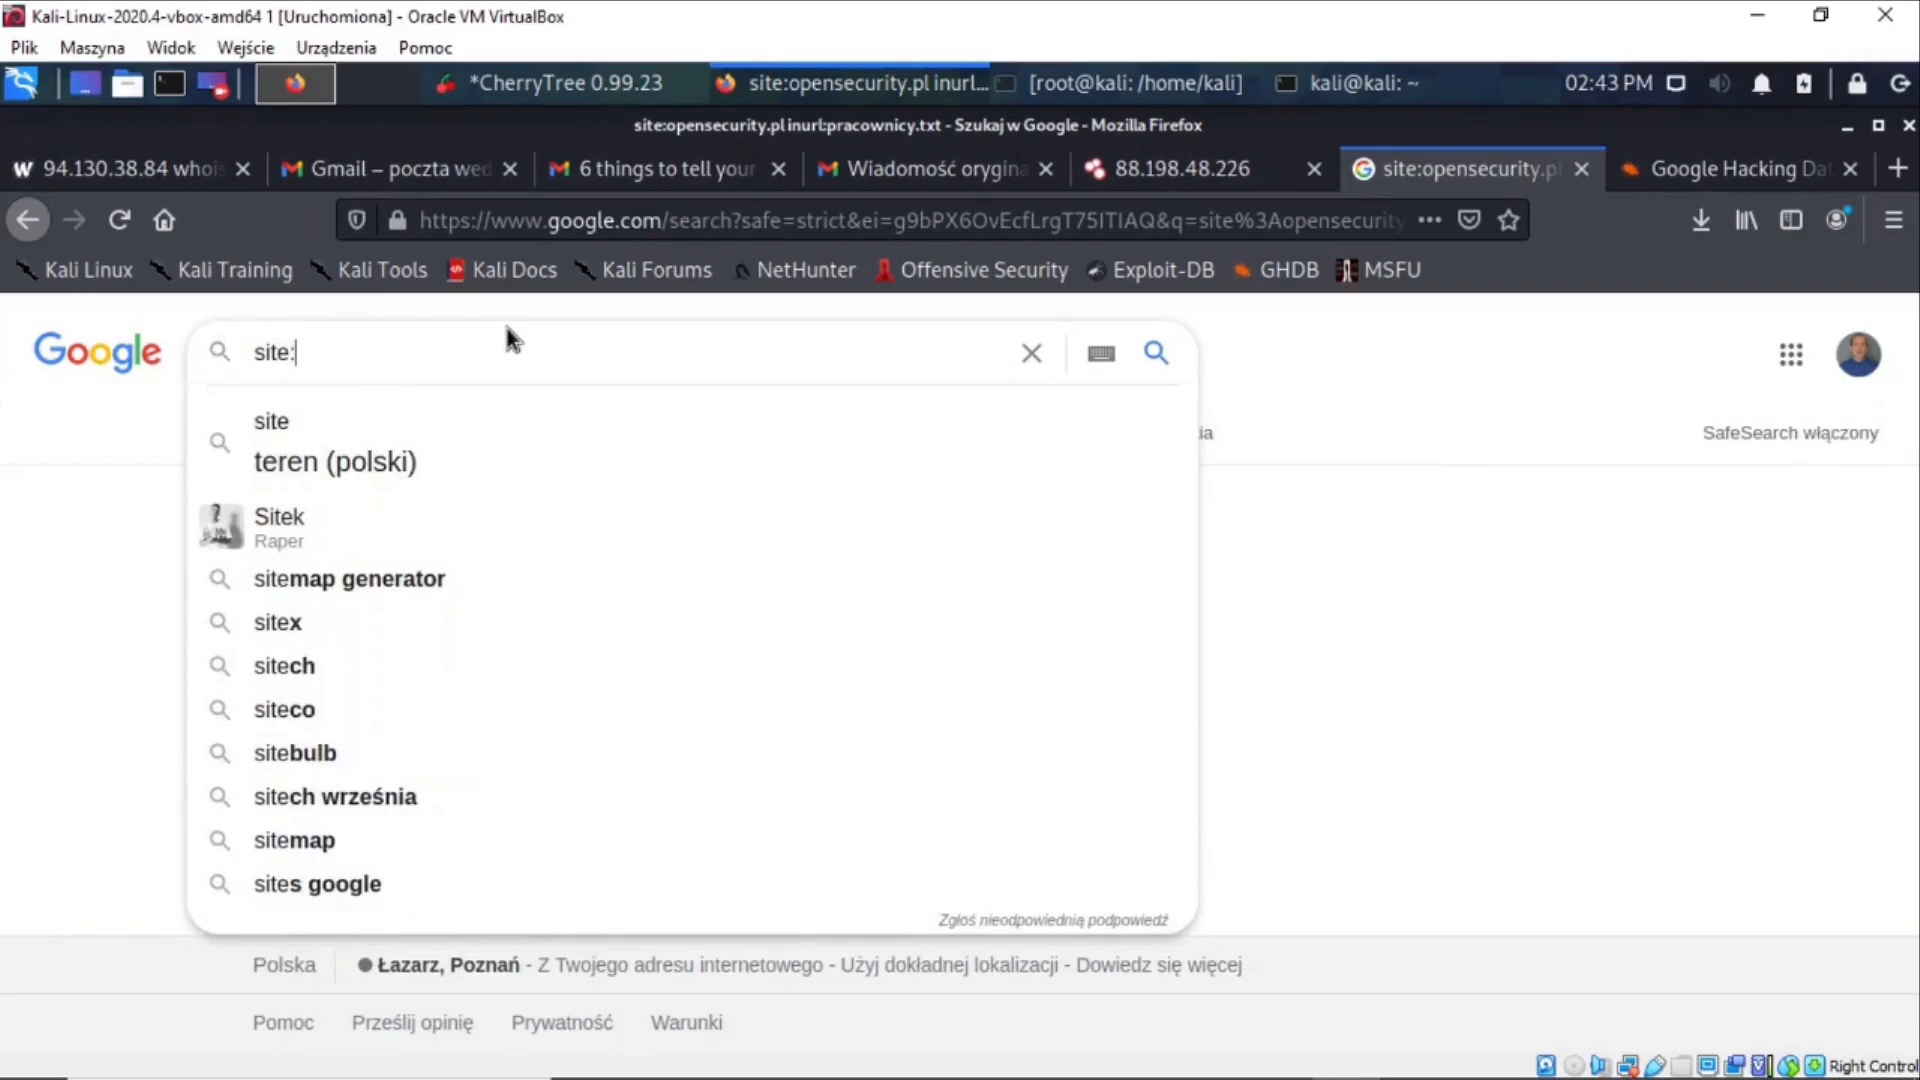 Kali-Linux-2020.4-vbox-amd64 1 [Uruchomiona] - Oracle VM VirtualBox
Plik Maszyna Widok Wejście Urządzenia Pomoc
*CherryTree 0.99.23 site:opensecurity.pl inurl... [root@kali: /home/kali] kali@kali: ~ 02:43 PM
site:opensecurity.pl inurl:pracownicy.txt - Szukaj w Google - Mozilla Firefox
94.130.38.84 whois Gmail – poczta wed 6 things to tell your Wiadomość orygina 88.198.48.226 site:opensecurity.pl Google Hacking Dat
https://www.google.com/search?safe=strict&ei=g9bPX6OvEcfLrgT75ITIAQ&q=site%3Aopensecurity
Kali Linux Kali Training Kali Tools Kali Docs Kali Forums NetHunter Offensive Security Exploit-DB GHDB MSFU
Google site:
site
teren (polski)
ia SafeSearch włączony
Sitek
Raper
sitemap generator
sitex
sitech
siteco
sitebulb
sitech września
sitemap
sites google
Zgłoś nieodpowiednią podpowiedź
Polska Łazarz, Poznań - Z Twojego adresu internetowego - Użyj dokładnej lokalizacji - Dowiedz się więcej
Pomoc Prześlij opinię Prywatność Warunki
Right Control